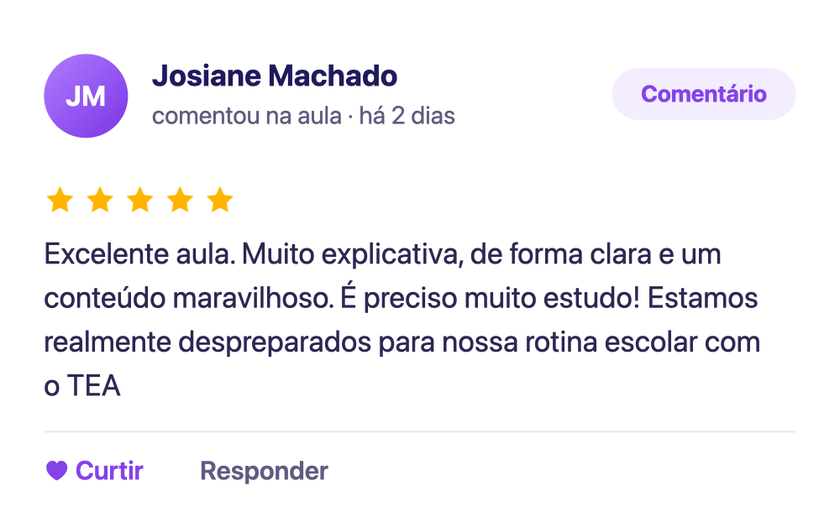 JM
Josiane Machado
comentou na aula · há 2 dias
Comentário
Excelente aula. Muito explicativa, de forma clara e um
conteúdo maravilhoso. É preciso muito estudo! Estamos
realmente despreparados para nossa rotina escolar com
o TEA
Curtir
Responder